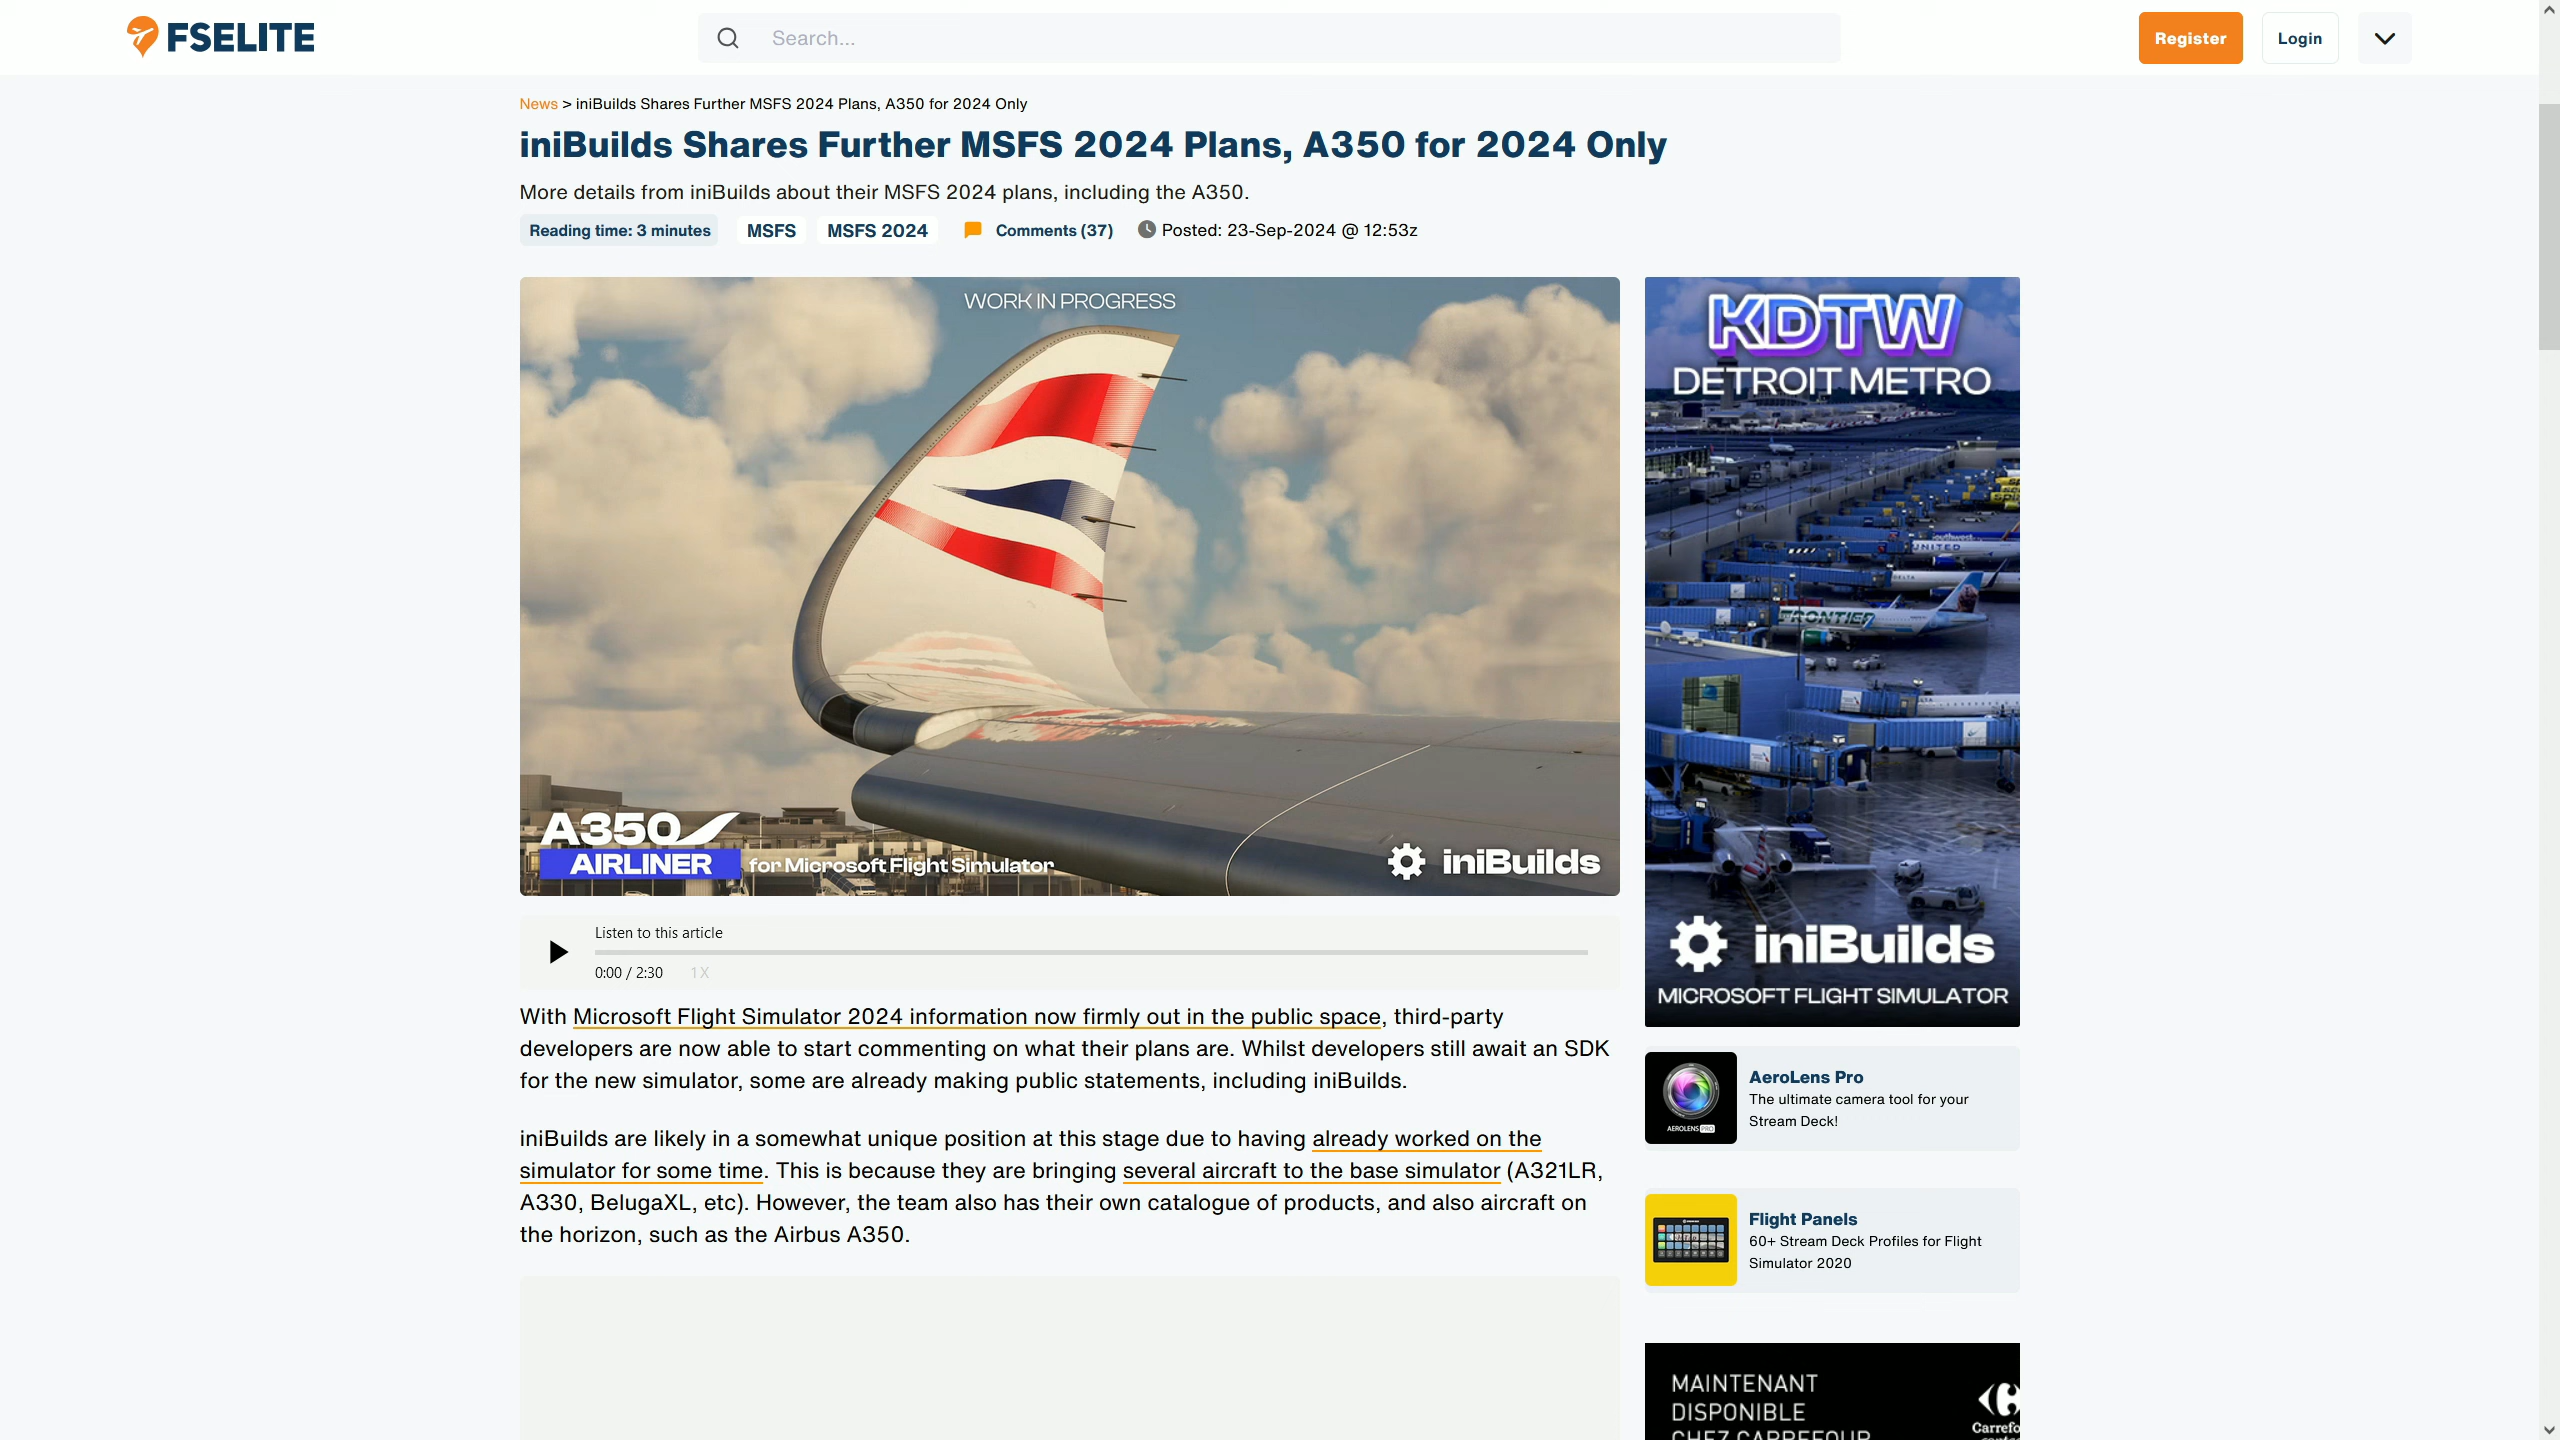 FSELITE
Search...
Register
Login
News > iniBuilds Shares Further MSFS 2024 Plans, A350 for 2024 Only
iniBuilds Shares Further MSFS 2024 Plans, A350 for 2024 Only
More details from iniBuilds about their MSFS 2024 plans, including the A350.
Reading time: 3 minutes MSFS MSFS 2024 Comments (37) Posted: 23-Sep-2024 @ 12:53z
WORK IN PROGRESS
A350
AIRLINER for Microsoft Flight Simulator
iniBuilds
Listen to this article
0:00 / 2:30 1X
With Microsoft Flight Simulator 2024 information now firmly out in the public space, third-party
developers are now able to start commenting on what their plans are. Whilst developers still await an SDK
for the new simulator, some are already making public statements, including iniBuilds.
iniBuilds are likely in a somewhat unique position at this stage due to having already worked on the
simulator for some time. This is because they are bringing several aircraft to the base simulator (A321LR,
A330, BelugaXL, etc). However, the team also has their own catalogue of products, and also aircraft on
the horizon, such as the Airbus A350.
KDTW
DETROIT METRO
Southwest
UNITED
DELTA
FRONTIER
iniBuilds
MICROSOFT FLIGHT SIMULATOR
AEROLENS PRO
AeroLens Pro
The ultimate camera tool for your
Stream Deck!
Flight Panels
60+ Stream Deck Profiles for Flight
Simulator 2020
MAINTENANT
DISPONIBLE
CHEZ CARREFOUR
Carrefo